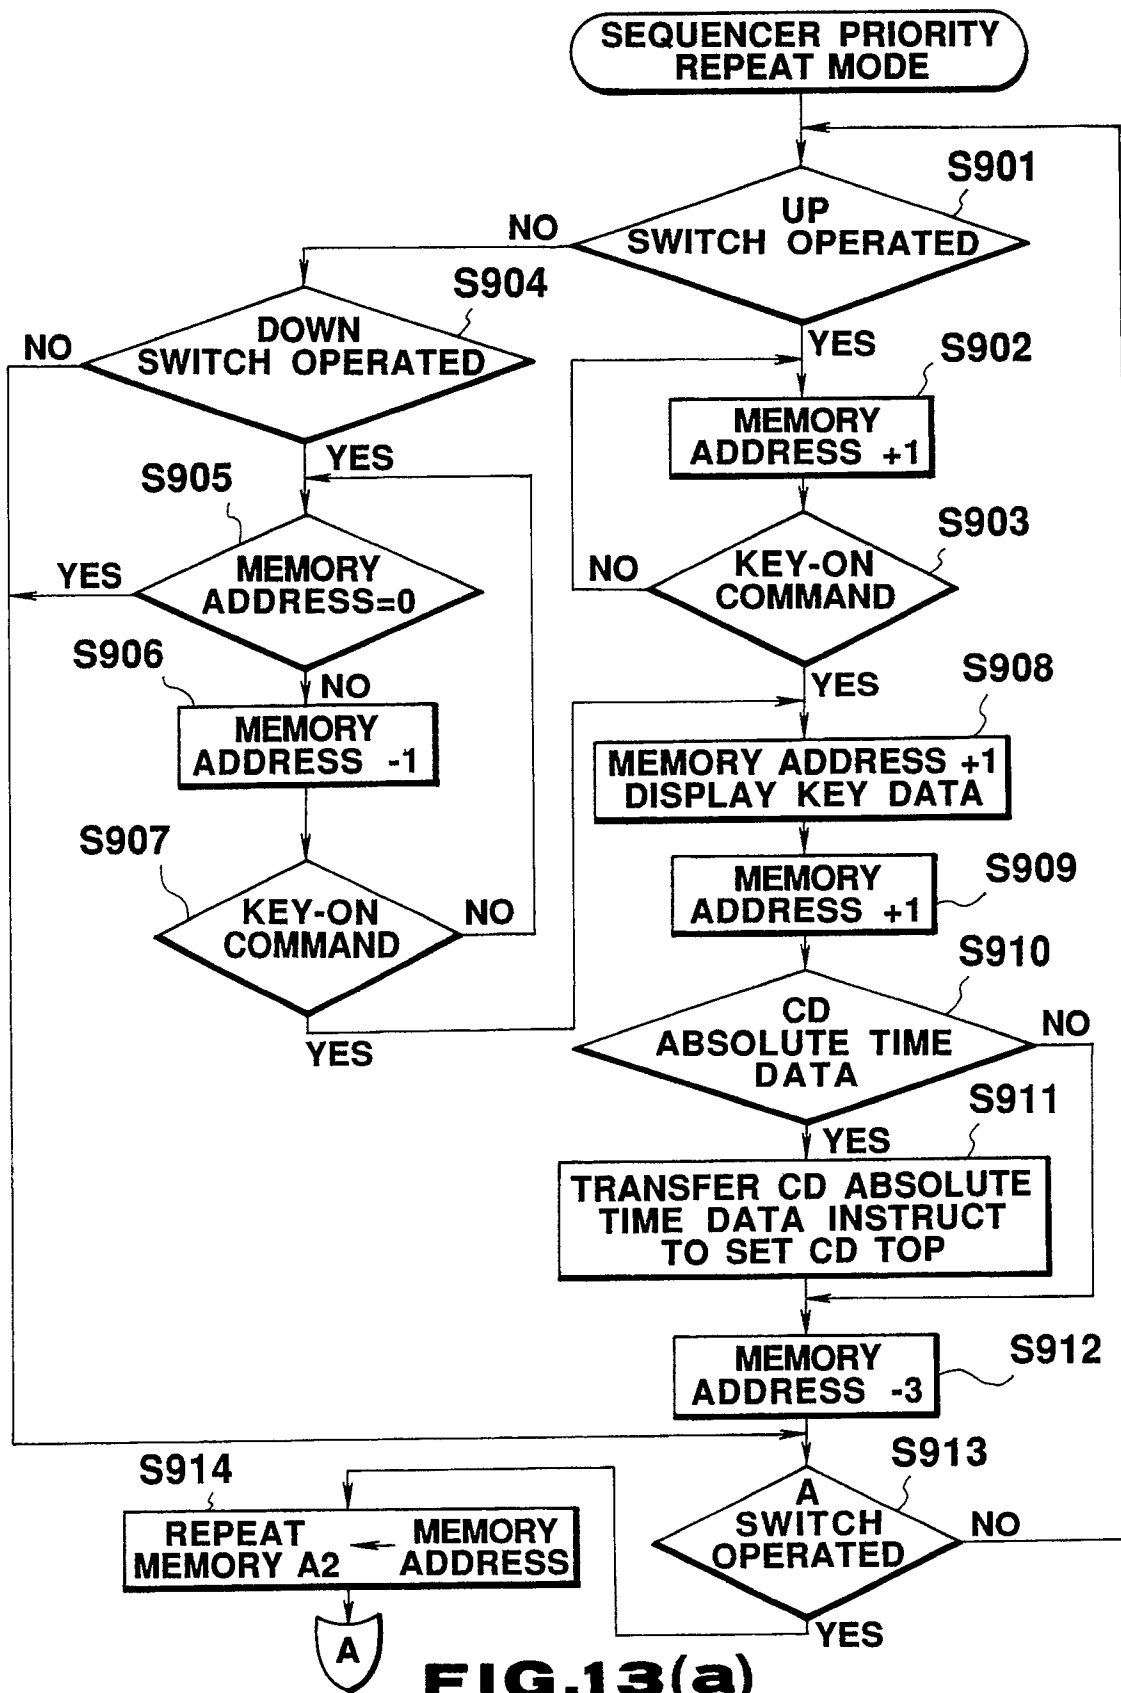 SEQUENCER PRIORITY
REPEAT MODE
S901
UP
SWITCH OPERATED
NO
YES
S904
DOWN
SWITCH OPERATED
NO
YES
S902
MEMORY
ADDRESS +1
S903
KEY-ON
COMMAND
NO
YES
S905
MEMORY
ADDRESS=0
YES
NO
S906
MEMORY
ADDRESS -1
S907
KEY-ON
COMMAND
NO
YES
S908
MEMORY ADDRESS +1
DISPLAY KEY DATA
S909
MEMORY
ADDRESS +1
S910
CD
ABSOLUTE TIME
DATA
NO
YES
S911
TRANSFER CD ABSOLUTE
TIME DATA INSTRUCT
TO SET CD TOP
S912
MEMORY
ADDRESS -3
S913
A
SWITCH
OPERATED
NO
YES
S914
REPEAT
MEMORY A2
MEMORY
ADDRESS
A
FIG.13(a)